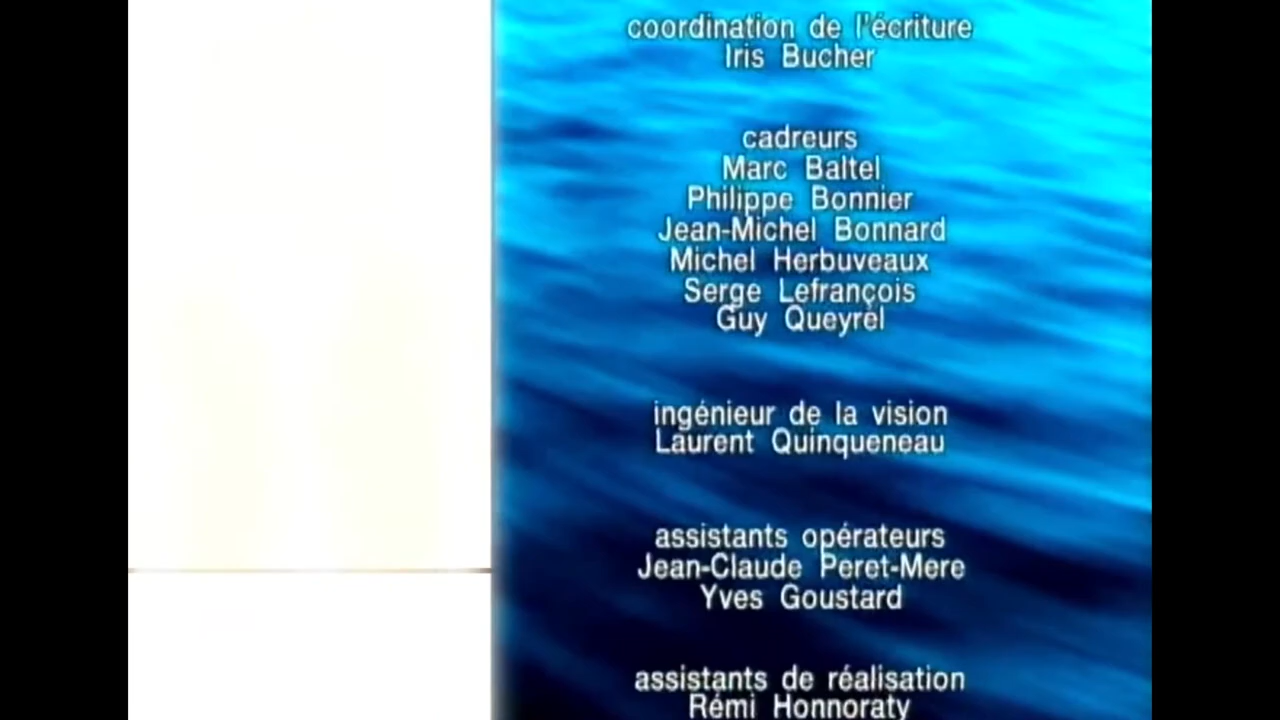 coordination de l'écriture
Iris Bucher
cadreurs
Marc Baltel
Philippe Bonnier
Jean-Michel Bonnard
Michel Herbuveaux
Serge Lefrançois
Guy Queyrel
ingénieur de la vision
Laurent Quinqueneau
assistants opérateurs
Jean-Claude Peret-Mere
Yves Goustard
assistants de réalisation
Rémi Honnoraty